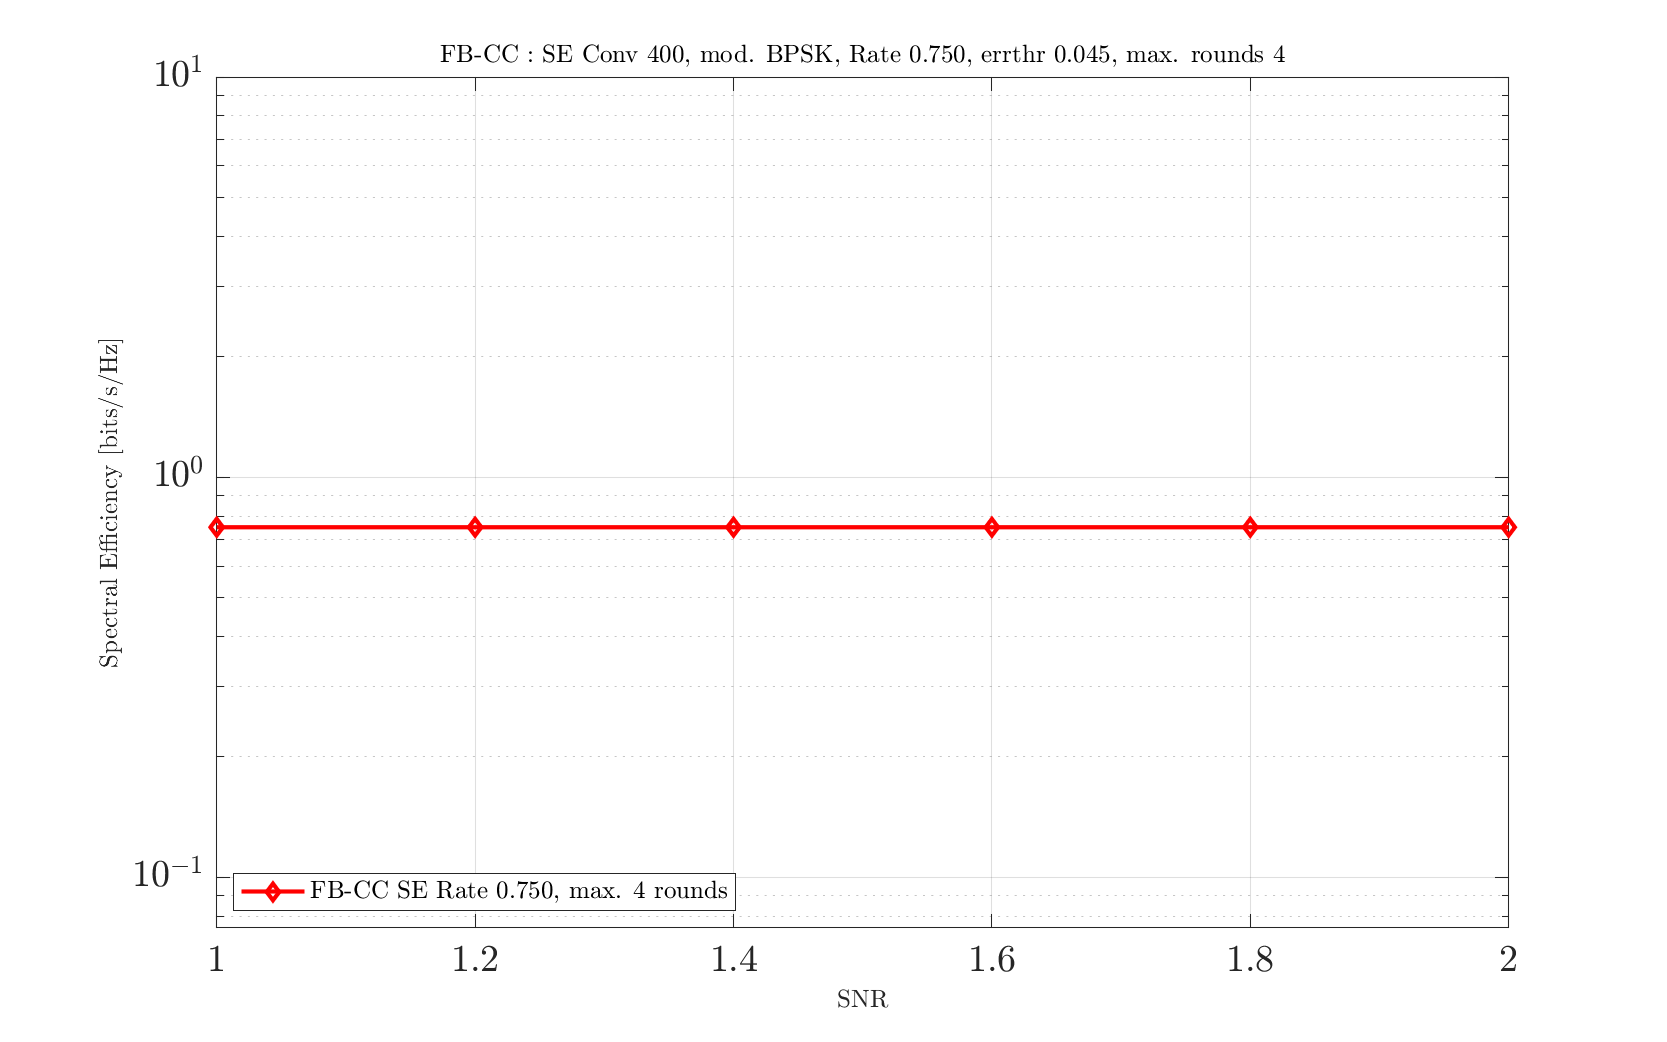 FB-CC : SE Conv 400, mod. BPSK, Rate 0.750, errthr 0.045, max. rounds 4
10^1
10^0
10^−1
Spectral Efficiency [bits/s/Hz]
FB-CC SE Rate 0.750, max. 4 rounds
1 1.2 1.4 1.6 1.8 2
SNR